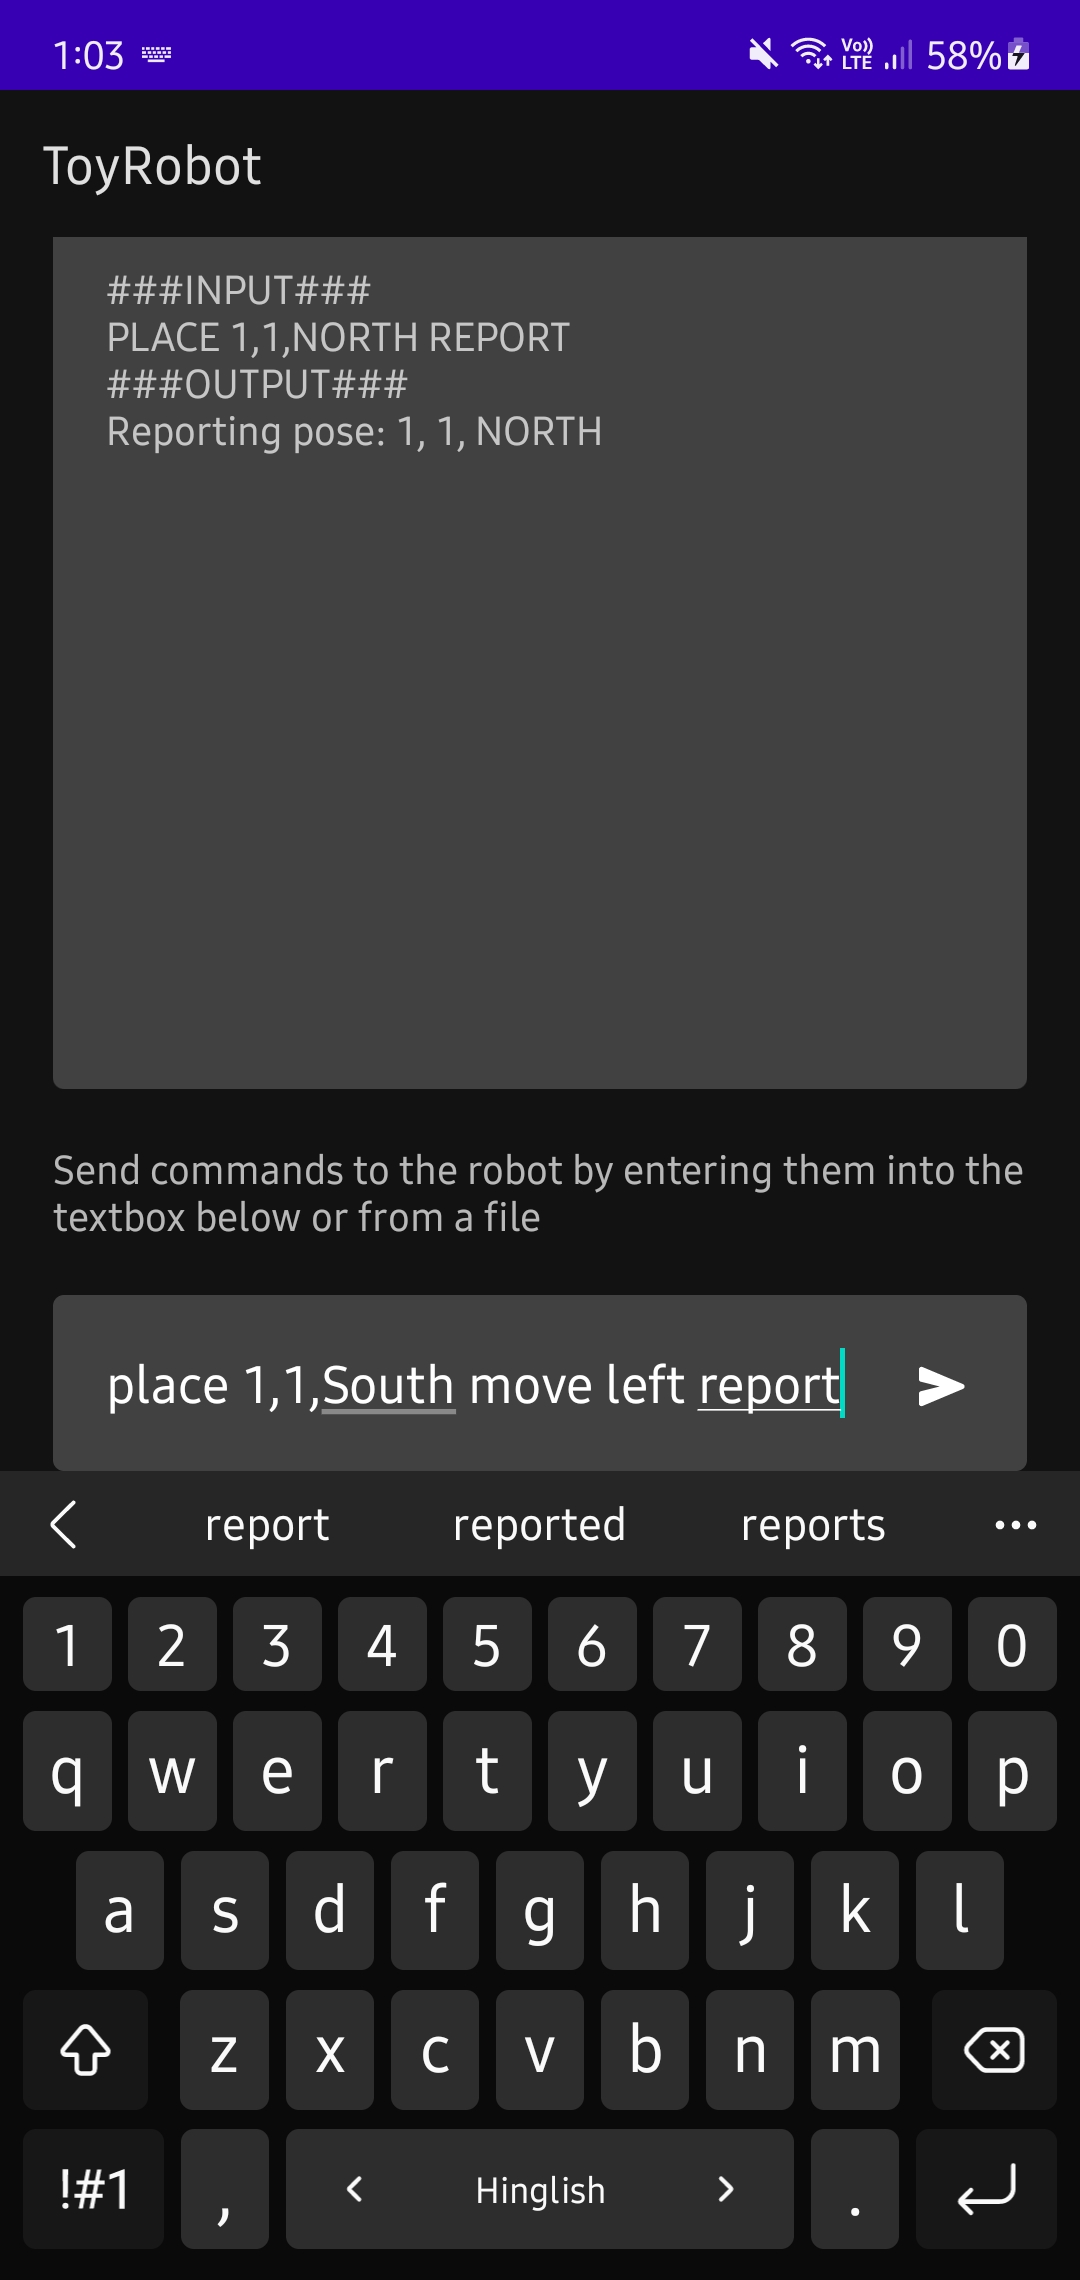 1:03 Vo)) LTE 58%
ToyRobot
###INPUT###
PLACE 1,1,NORTH REPORT
###OUTPUT###
Reporting pose: 1, 1, NORTH
Send commands to the robot by entering them into the
textbox below or from a file
place 1,1,South move left report
report reported reports
1 2 3 4 5 6 7 8 9 0
q w e r t y u i o p
a s d f g h j k l
z x c v b n m
!#1 , < Hinglish > .